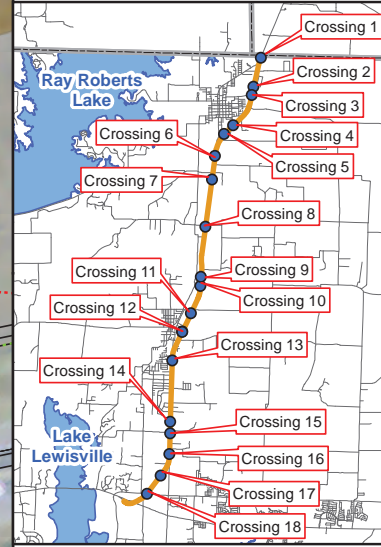 Crossing 1
Ray Roberts
Lake
Crossing 2
Crossing 3
Crossing 4
Crossing 6
Crossing 5
Crossing 7
Crossing 8
Crossing 9
Crossing 11
Crossing 10
Crossing 12
Crossing 13
Crossing 14
Crossing 15
Lake
Lewisville
Crossing 16
Crossing 17
Crossing 18